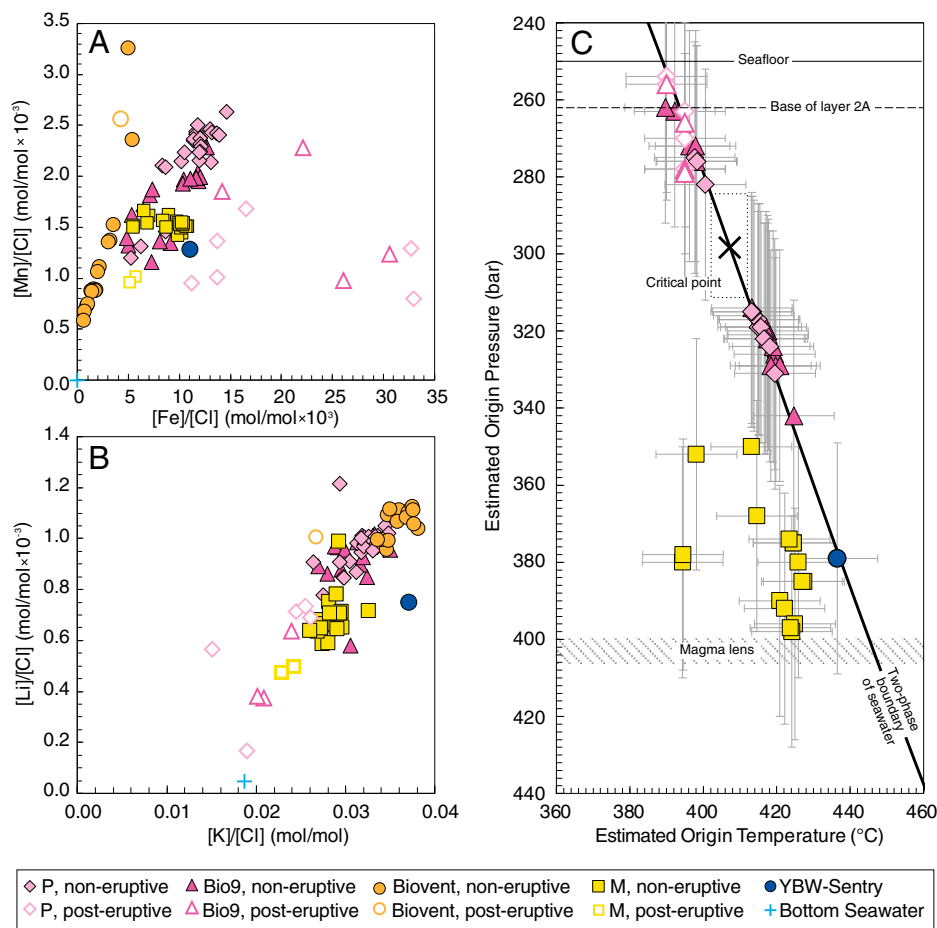 A
[Mn]/[Cl] (mol/mol×10⁻³)
3.5
3.0
2.5
2.0
1.5
1.0
0.5
0.0
0 5 10 15 20 25 30 35
[Fe]/[Cl] (mol/mol×10³)
B
[Li]/[Cl] (mol/mol×10⁻³)
1.4
1.2
1.0
0.8
0.6
0.4
0.2
0.0
0.00 0.01 0.02 0.03 0.04
[K]/[Cl] (mol/mol)
C
Estimated Origin Pressure (bar)
240
260
280
300
320
340
360
380
400
420
440
Seafloor
Base of layer 2A
Critical point
Magma lens
Two-phase
boundary
of seawater
360 380 400 420 440 460
Estimated Origin Temperature (°C)
P, non-eruptive Bio9, non-eruptive Biovent, non-eruptive M, non-eruptive YBW-Sentry
P, post-eruptive Bio9, post-eruptive Biovent, post-eruptive M, post-eruptive Bottom Seawater